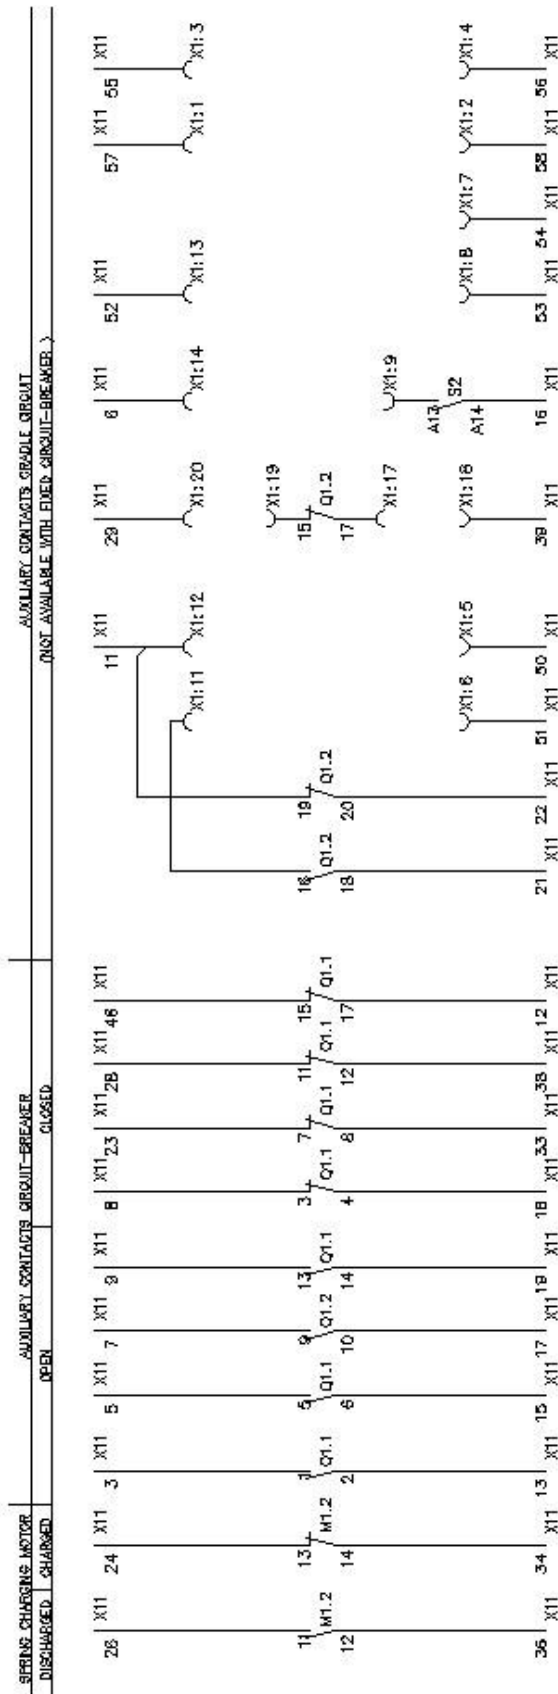 SPRING CHARGING MOTOR AUXILIARY CONTACTS CIRCUIT-BREAKER AUXILIARY CONTACTS CRADLE CIRCUIT
DISCHARGED CHARGED OPEN CLOSED (NOT AVAILABLE WITH FIXED CIRCUIT-BREAKER )
X11 X11 X11 X11 X11 X11 X11 X11 X11 X11 X11 X11 X11 X11 X11 X11
26 24 3 5 7 9 8 23 28 46 11 29 6 52 57 55
X1:11 X1:12 X1:20 X1:14 X1:13 X1:1 X1:3
X1:19
11 13 1 5 9 13 3 7 11 15 16 19 15
M1.2 M1.2 Q1.1 Q1.1 Q1.2 Q1.1 Q1.1 Q1.1 Q1.1 Q1.1 Q1.2 Q1.2 Q1.2
12 14 2 6 10 14 4 8 12 17 18 20 17
X1:17 X1:9
A13
S2
A14
X1:6 X1:5 X1:18 X1:8 X1:7 X1:2 X1:4
36 34 13 15 17 19 18 33 38 12 21 22 51 50 39 16 53 54 58 56
X11 X11 X11 X11 X11 X11 X11 X11 X11 X11 X11 X11 X11 X11 X11 X11 X11 X11 X11 X11